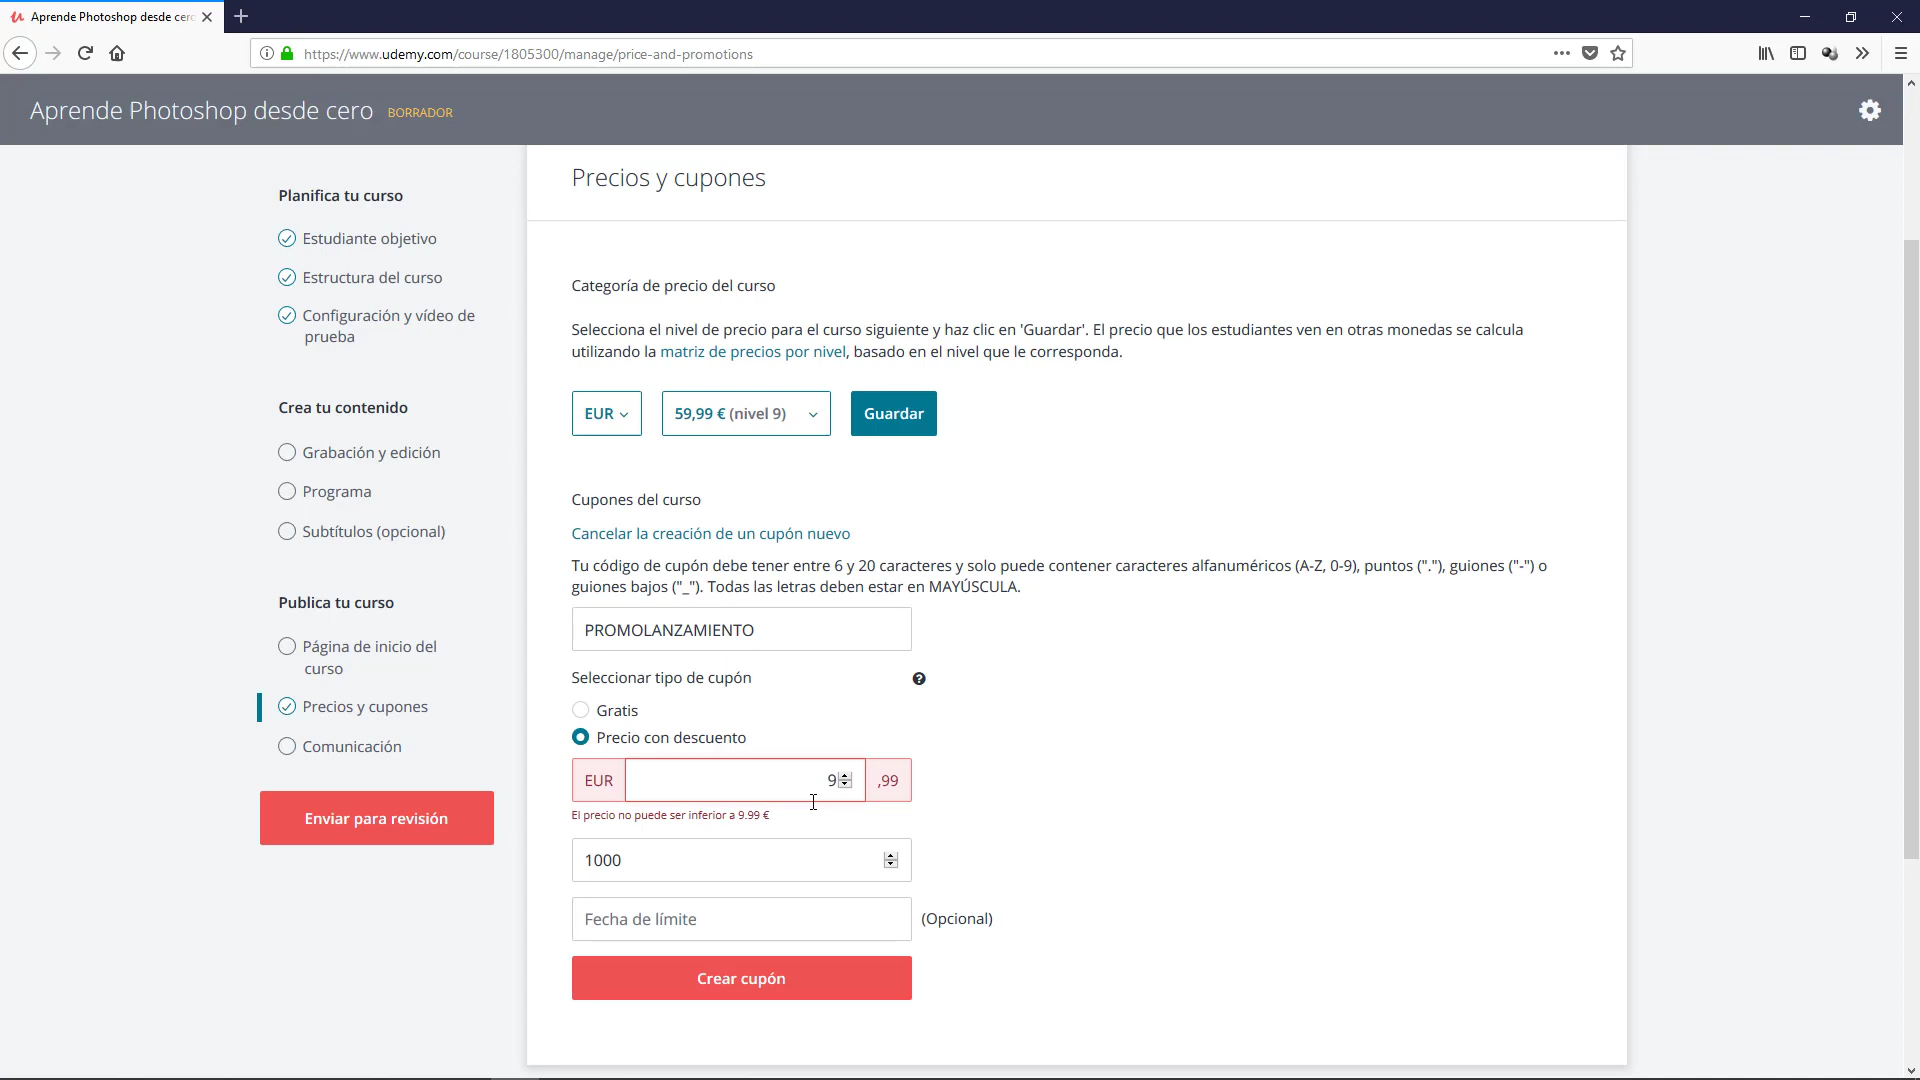 Aprende Photoshop desde cero
https://www.udemy.com/course/1805300/manage/price-and-promotions
Aprende Photoshop desde cero BORRADOR
Planifica tu curso
Estudiante objetivo
Estructura del curso
Configuración y vídeo de
prueba
Crea tu contenido
Grabación y edición
Programa
Subtítulos (opcional)
Publica tu curso
Página de inicio del
curso
Precios y cupones
Comunicación
Enviar para revisión
Precios y cupones
Categoría de precio del curso
Selecciona el nivel de precio para el curso siguiente y haz clic en 'Guardar'. El precio que los estudiantes ven en otras monedas se calcula
utilizando la matriz de precios por nivel, basado en el nivel que le corresponda.
EUR 59,99 € (nivel 9) Guardar
Cupones del curso
Cancelar la creación de un cupón nuevo
Tu código de cupón debe tener entre 6 y 20 caracteres y solo puede contener caracteres alfanuméricos (A-Z, 0-9), puntos ("."), guiones ("-") o
guiones bajos ("_"). Todas las letras deben estar en MAYÚSCULA.
PROMOLANZAMIENTO
Seleccionar tipo de cupón
Gratis
Precio con descuento
EUR 9 ,99
El precio no puede ser inferior a 9.99 €
1000
Fecha de límite (Opcional)
Crear cupón